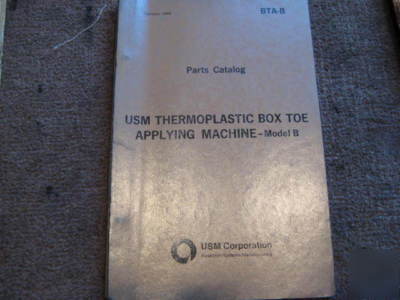 BTA-B
Parts Catalog
USM THERMOPLASTIC BOX TOE
APPLYING MACHINE-Model B
USM Corporation